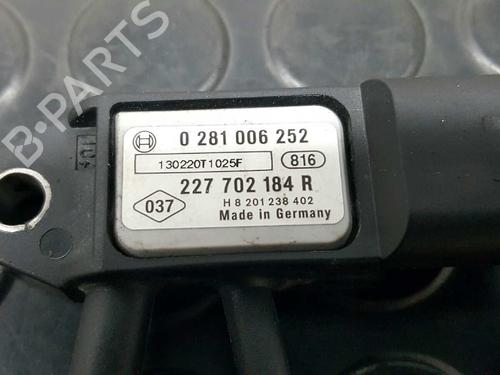 B-PARTS
0 281 006 252
130220T1025F 816
227 702 184 R
037 H 8 201 238 402
Made in Germany